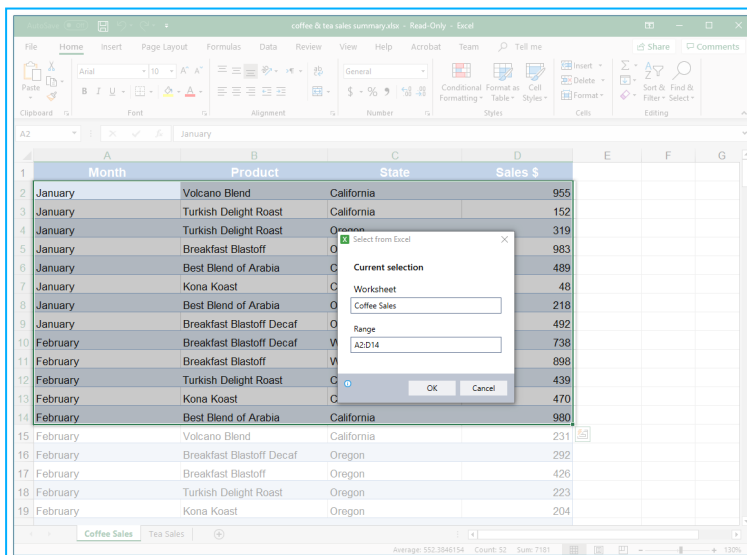 coffee & tea sales summary.xlsx - Read-Only - Excel
File Home Insert Page Layout Formulas Data Review View Help Acrobat Team Tell me Share Comments
Paste
Arial 10 A^ A˅ ab General
B I U A $ % 9
Conditional Formatting
Format as Table
Cell Styles
Insert
Delete
Format
Sort & Filter
Find & Select
Clipboard Font Alignment Number Styles Cells Editing
A2 fx January
A B C D E F G
1 Month Product State Sales $
2 January Volcano Blend California 955
3 January Turkish Delight Roast California 152
4 January Turkish Delight Roast Oregon 319
5 January Breakfast Blastoff O 983
6 January Best Blend of Arabia C 489
7 January Kona Koast C 48
8 January Best Blend of Arabia O 218
9 January Breakfast Blastoff Decaf O 492
10 February Breakfast Blastoff Decaf W 738
11 February Breakfast Blastoff W 898
12 February Turkish Delight Roast C 439
13 February Kona Koast C 470
14 February Best Blend of Arabia California 980
15 February Volcano Blend California 231
16 February Breakfast Blastoff Decaf Oregon 292
17 February Breakfast Blastoff Oregon 426
18 February Turkish Delight Roast Oregon 223
19 February Kona Koast Oregon 204
Select from Excel
Current selection
Worksheet
Coffee Sales
Range
A2:D14
OK Cancel
Coffee Sales Tea Sales
Average: 552.3846154 Count: 52 Sum: 7181 130%